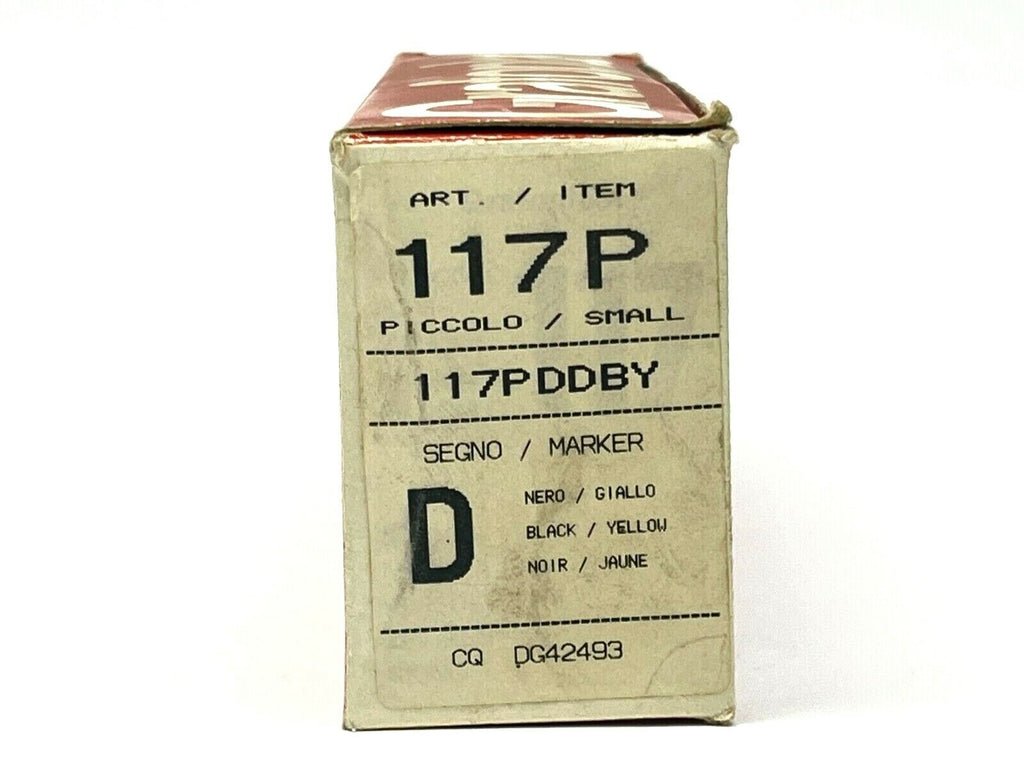 ART. / ITEM
117P
PICCOLO / SMALL
117PDDBY
SEGNO / MARKER
D
NERO / GIALLO
BLACK / YELLOW
NOIR / JAUNE
CQ DG42493